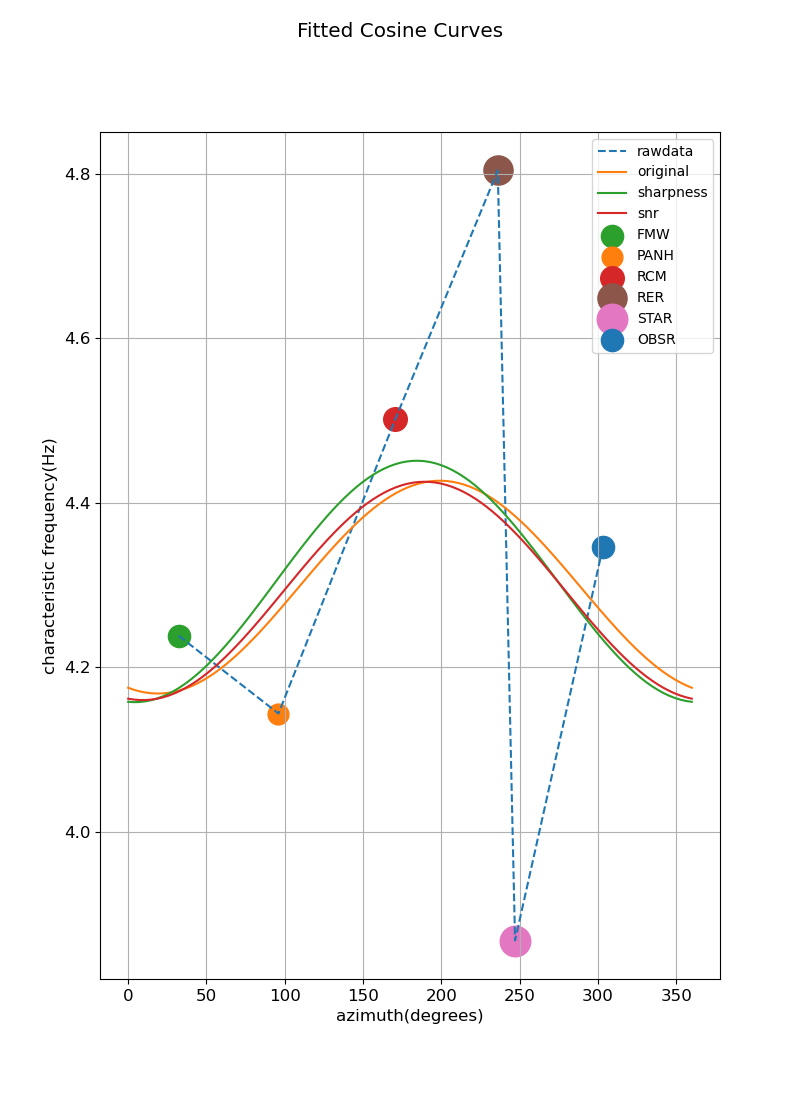 Fitted Cosine Curves
rawdata
original
sharpness
snr
FMW
PANH
RCM
RER
STAR
OBSR
4.8
4.6
4.4
4.2
4.0
characteristic frequency(Hz)
0 50 100 150 200 250 300 350
azimuth(degrees)